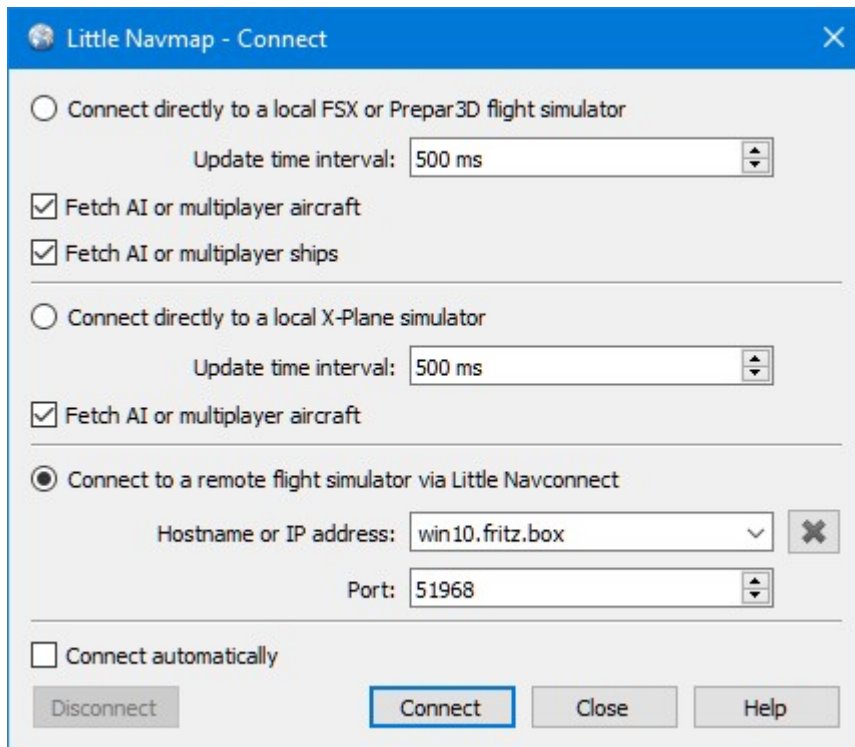 Little Navmap - Connect
Connect directly to a local FSX or Prepar3D flight simulator
Update time interval: 500 ms
Fetch AI or multiplayer aircraft
Fetch AI or multiplayer ships
Connect directly to a local X-Plane simulator
Update time interval: 500 ms
Fetch AI or multiplayer aircraft
Connect to a remote flight simulator via Little Navconnect
Hostname or IP address: win10.fritz.box
Port: 51968
Connect automatically
Disconnect Connect Close Help